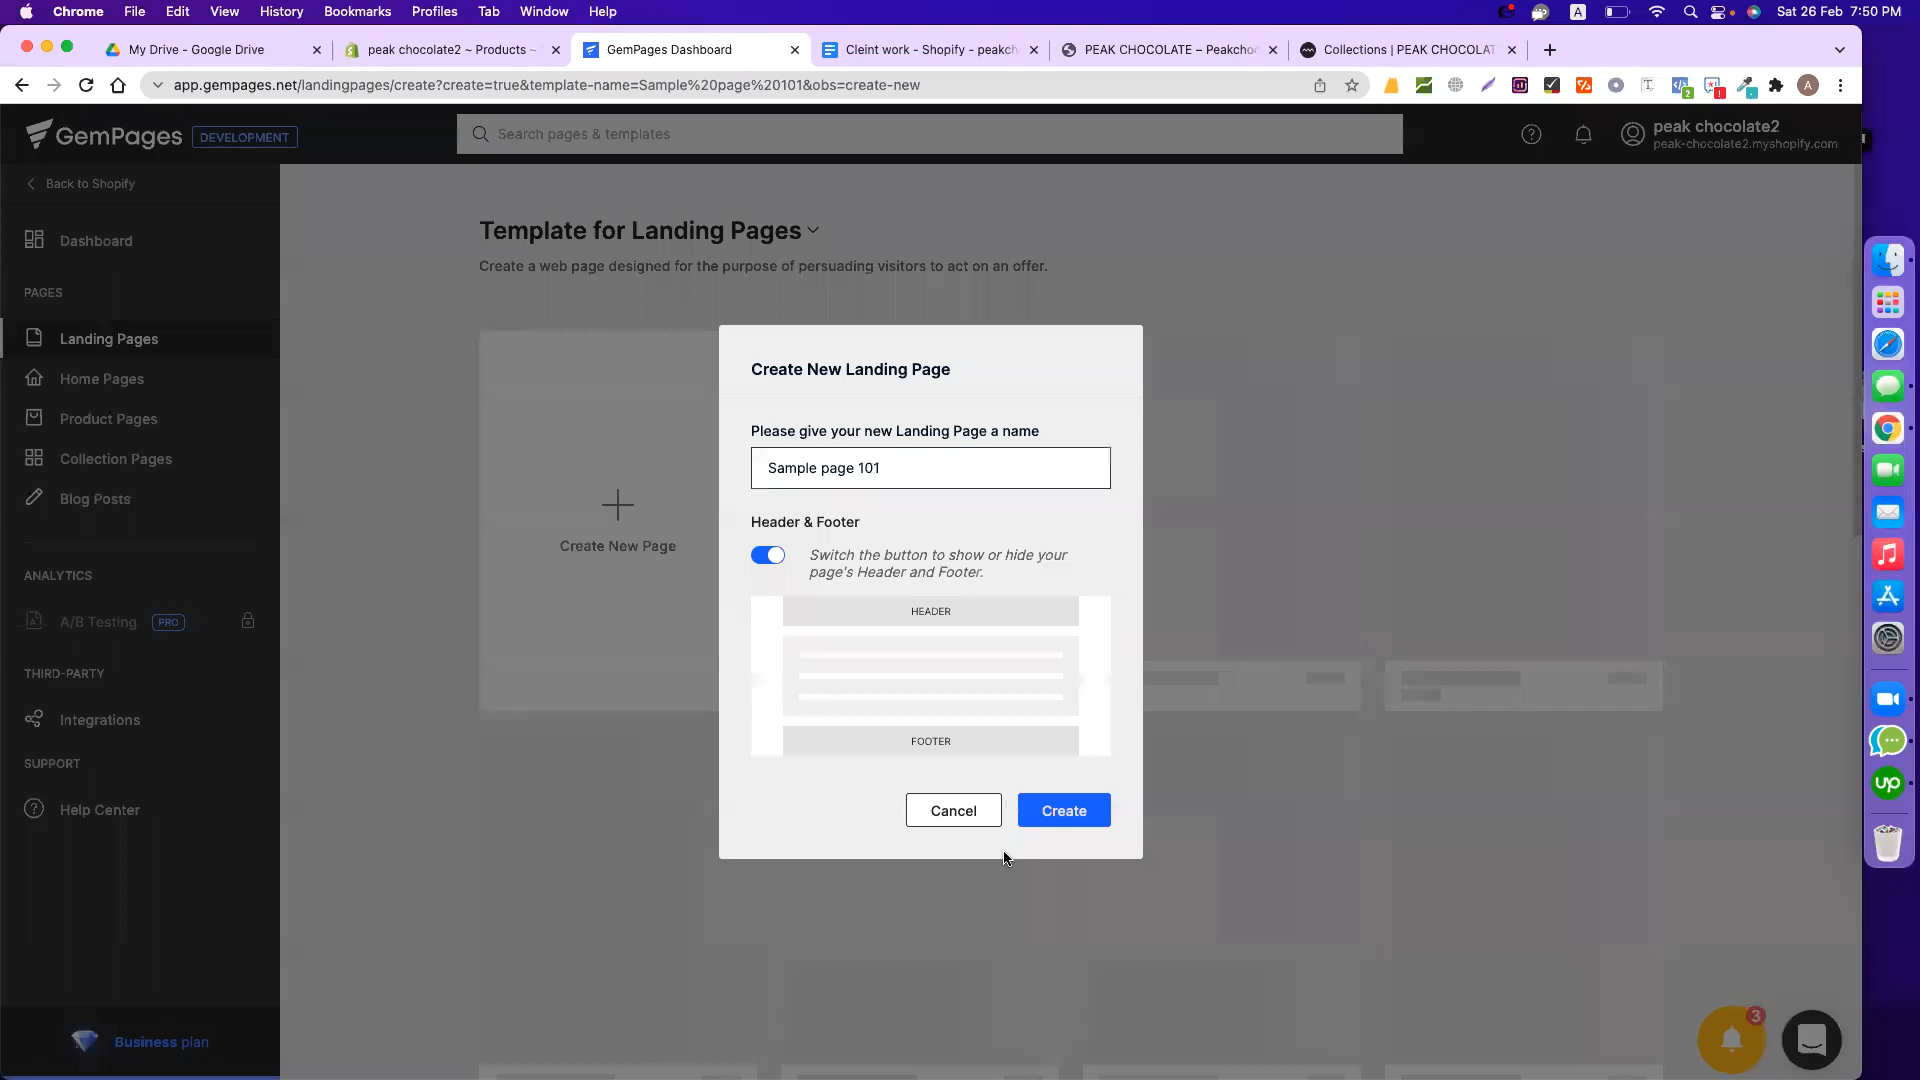 Chrome File Edit View History Bookmarks Profiles Tab Window Help A Sat 26 Feb 7:50 PM
My Drive - Google Drive peak chocolate2 ~ Products ~ GemPages Dashboard Cleint work - Shopify - peakch PEAK CHOCOLATE – Peakcho Collections | PEAK CHOCOLAT
app.gempages.net/landingpages/create?create=true&template-name=Sample%20page%20101&obs=create-new A
GemPages DEVELOPMENT Search pages & templates peak chocolate2
peak-chocolate2.myshopify.com
Back to Shopify
Dashboard
PAGES
Landing Pages
Home Pages
Product Pages
Collection Pages
Blog Posts
ANALYTICS
A/B Testing PRO
THIRD-PARTY
Integrations
SUPPORT
Help Center
Business plan
Template for Landing Pages
Create a web page designed for the purpose of persuading visitors to act on an offer.
Create New Page
Create New Landing Page
Please give your new Landing Page a name
Sample page 101
Header & Footer
Switch the button to show or hide your
page's Header and Footer.
HEADER
FOOTER
Cancel Create
up
3